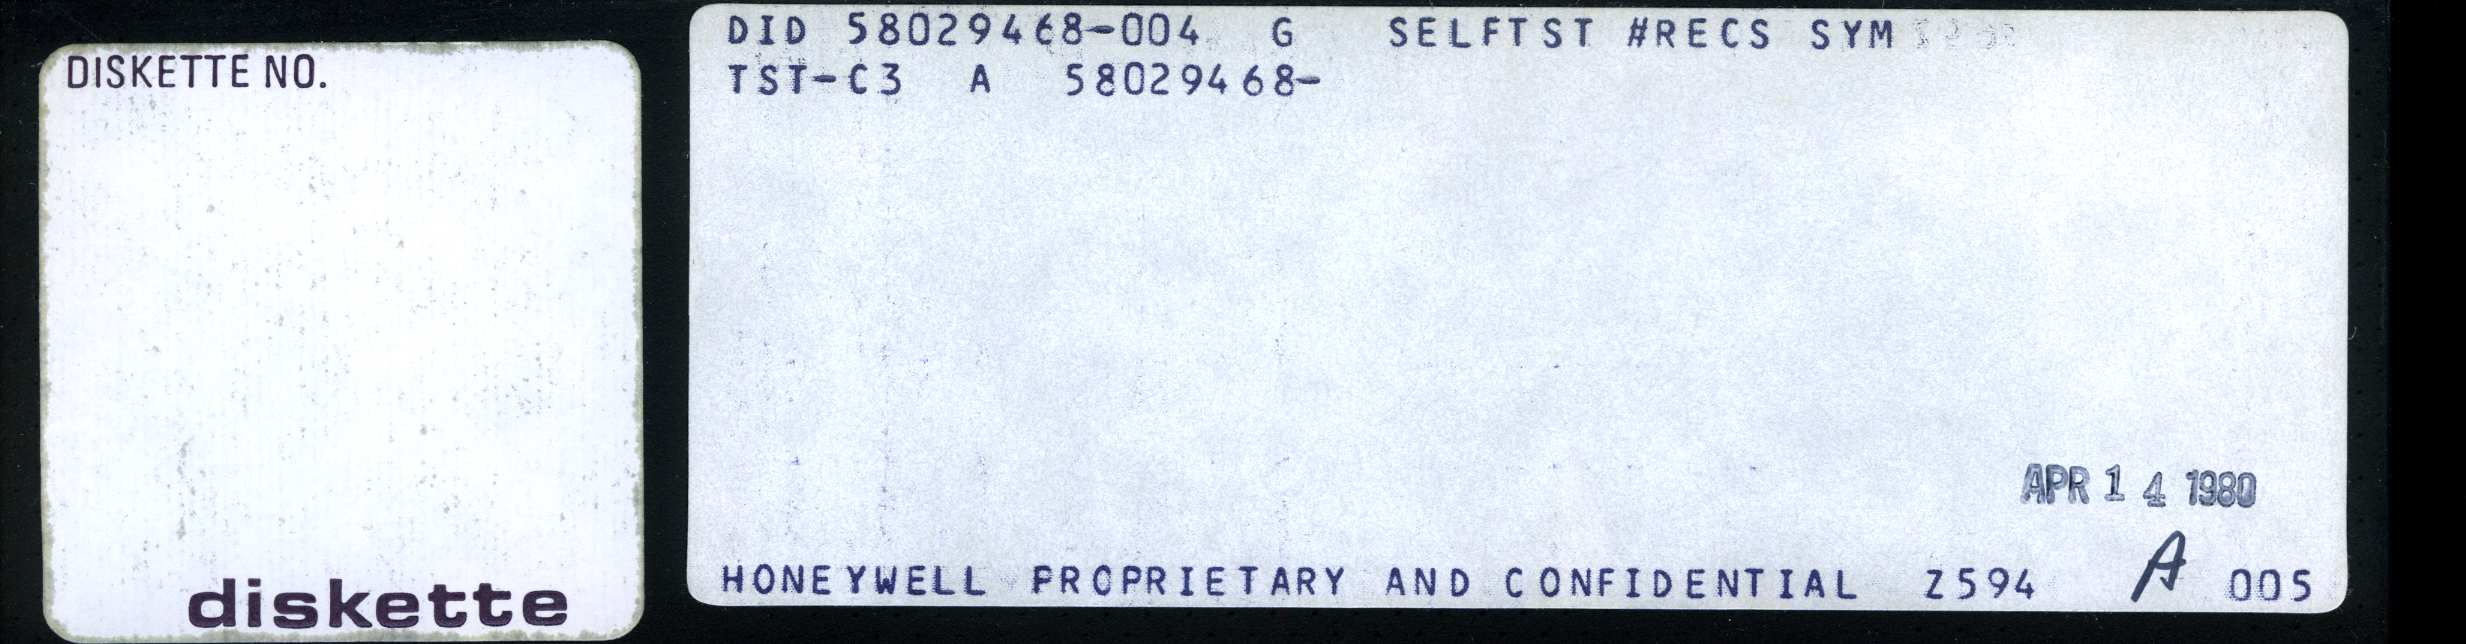 DISKETTE NO.
diskette
DID 58029468-004 G SELFTST #RECS SYM
TST-C3 A 58029468-
APR 14 1980
HONEYWELL PROPRIETARY AND CONFIDENTIAL Z594 A 005